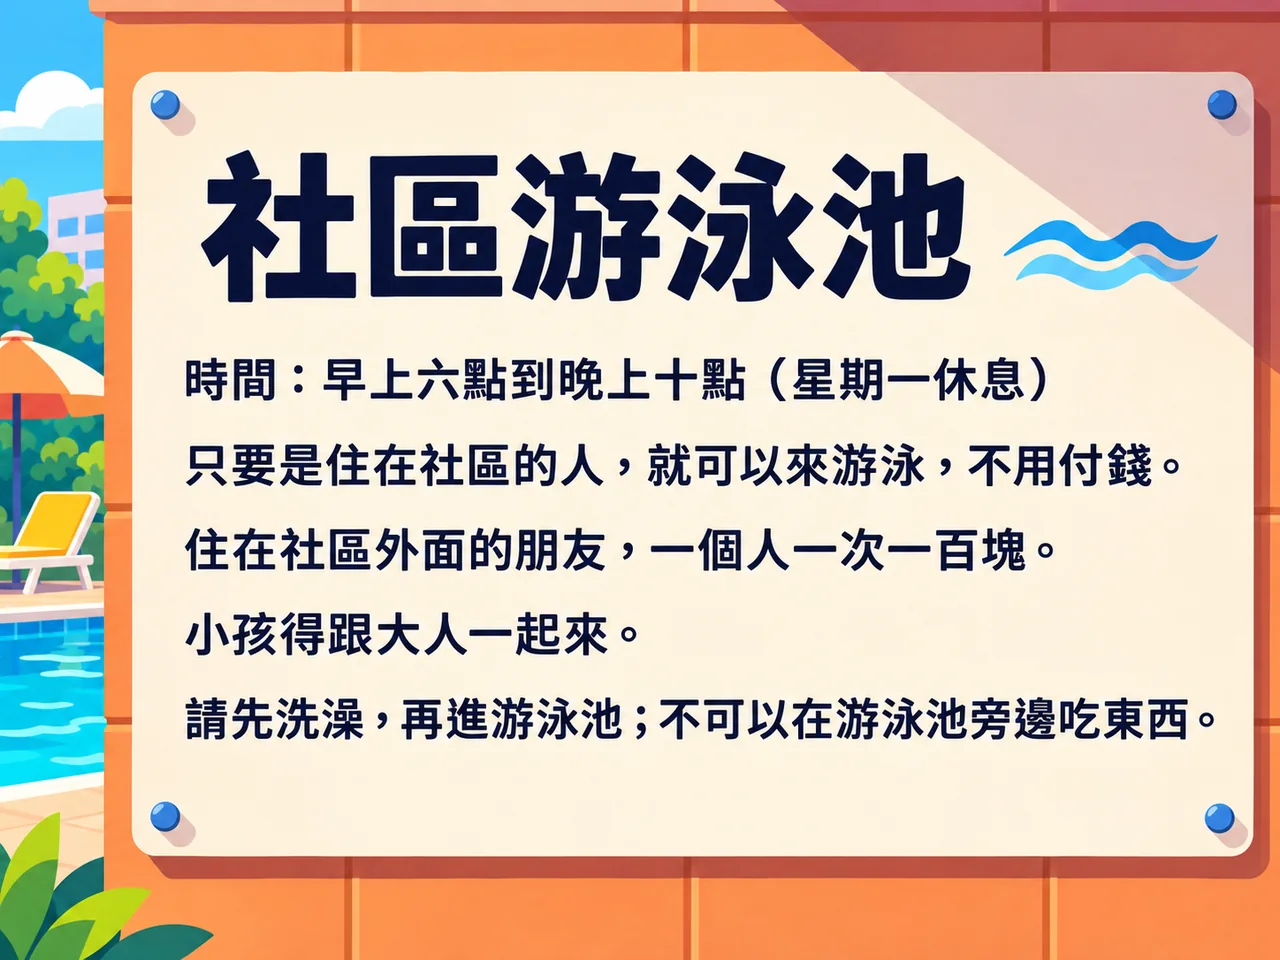 社區游泳池
時間：早上六點到晚上十點（星期一休息）
只要是住在社區的人，就可以來游泳，不用付錢。
住在社區外面的朋友，一個人一次一百塊。
小孩得跟大人一起來。
請先洗澡，再進游泳池；不可以在游泳池旁邊吃東西。